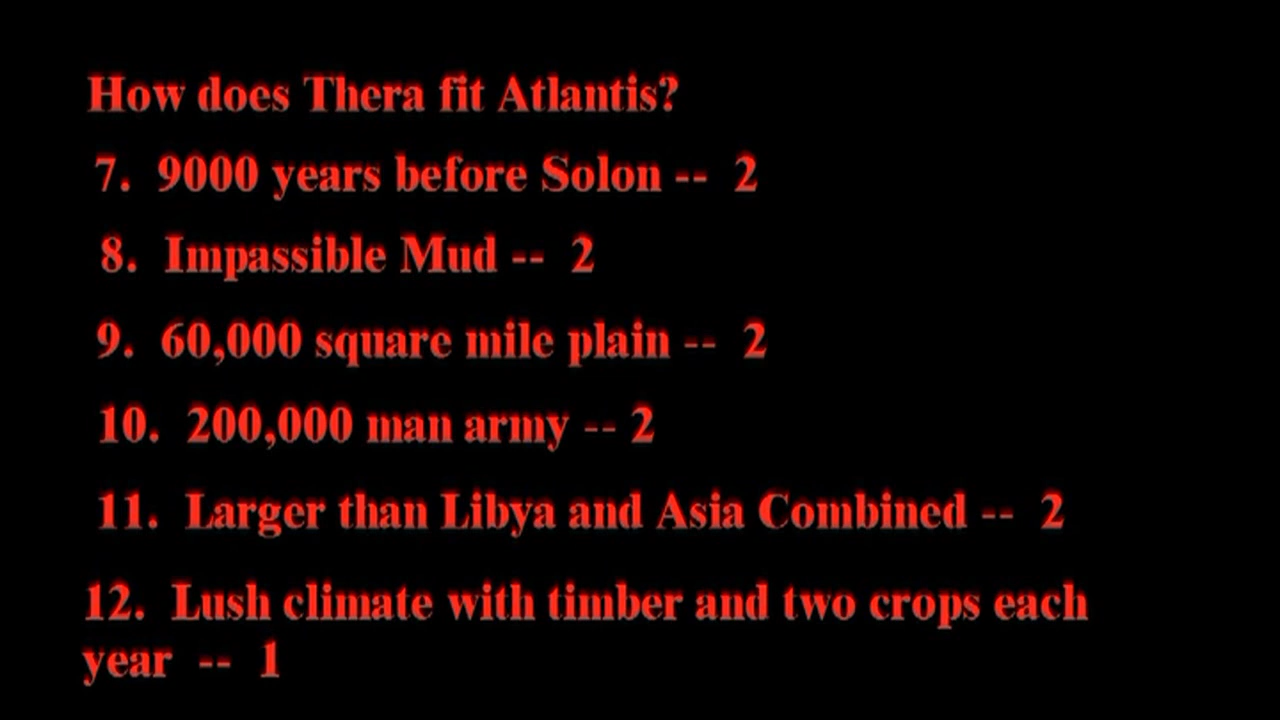 How does Thera fit Atlantis?
7. 9000 years before Solon -- 2
8. Impassible Mud -- 2
9. 60,000 square mile plain -- 2
10. 200,000 man army -- 2
11. Larger than Libya and Asia Combined -- 2
12. Lush climate with timber and two crops each
year -- 1